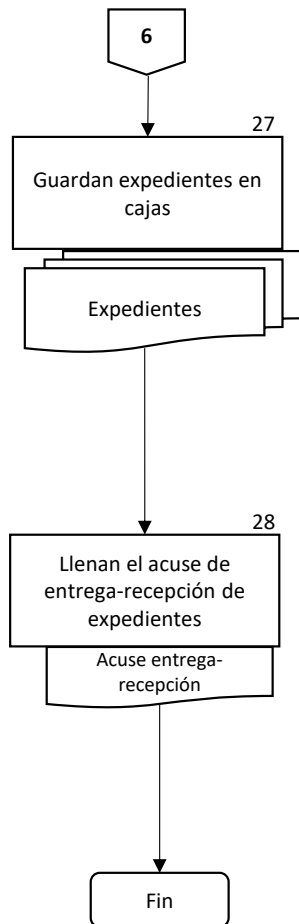 6
27
Guardan expedientes en
cajas
Expedientes
28
Llenan el acuse de
entrega-recepción de
expedientes
Acuse entrega-
recepción
Fin